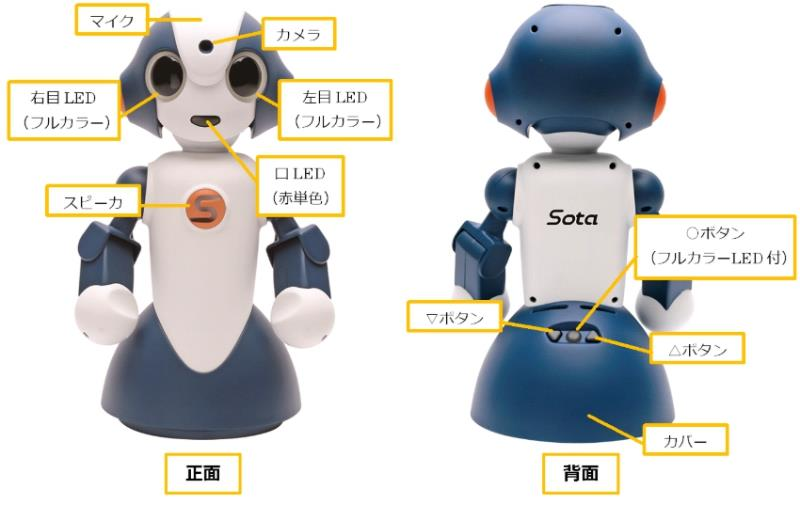 マイク
カメラ
右目 LED
（フルカラー）
左目 LED
（フルカラー）
口 LED
（赤単色）
スピーカ
S
正面
Sota
○ボタン
（フルカラーLED 付）
▽ボタン
△ボタン
カバー
背面